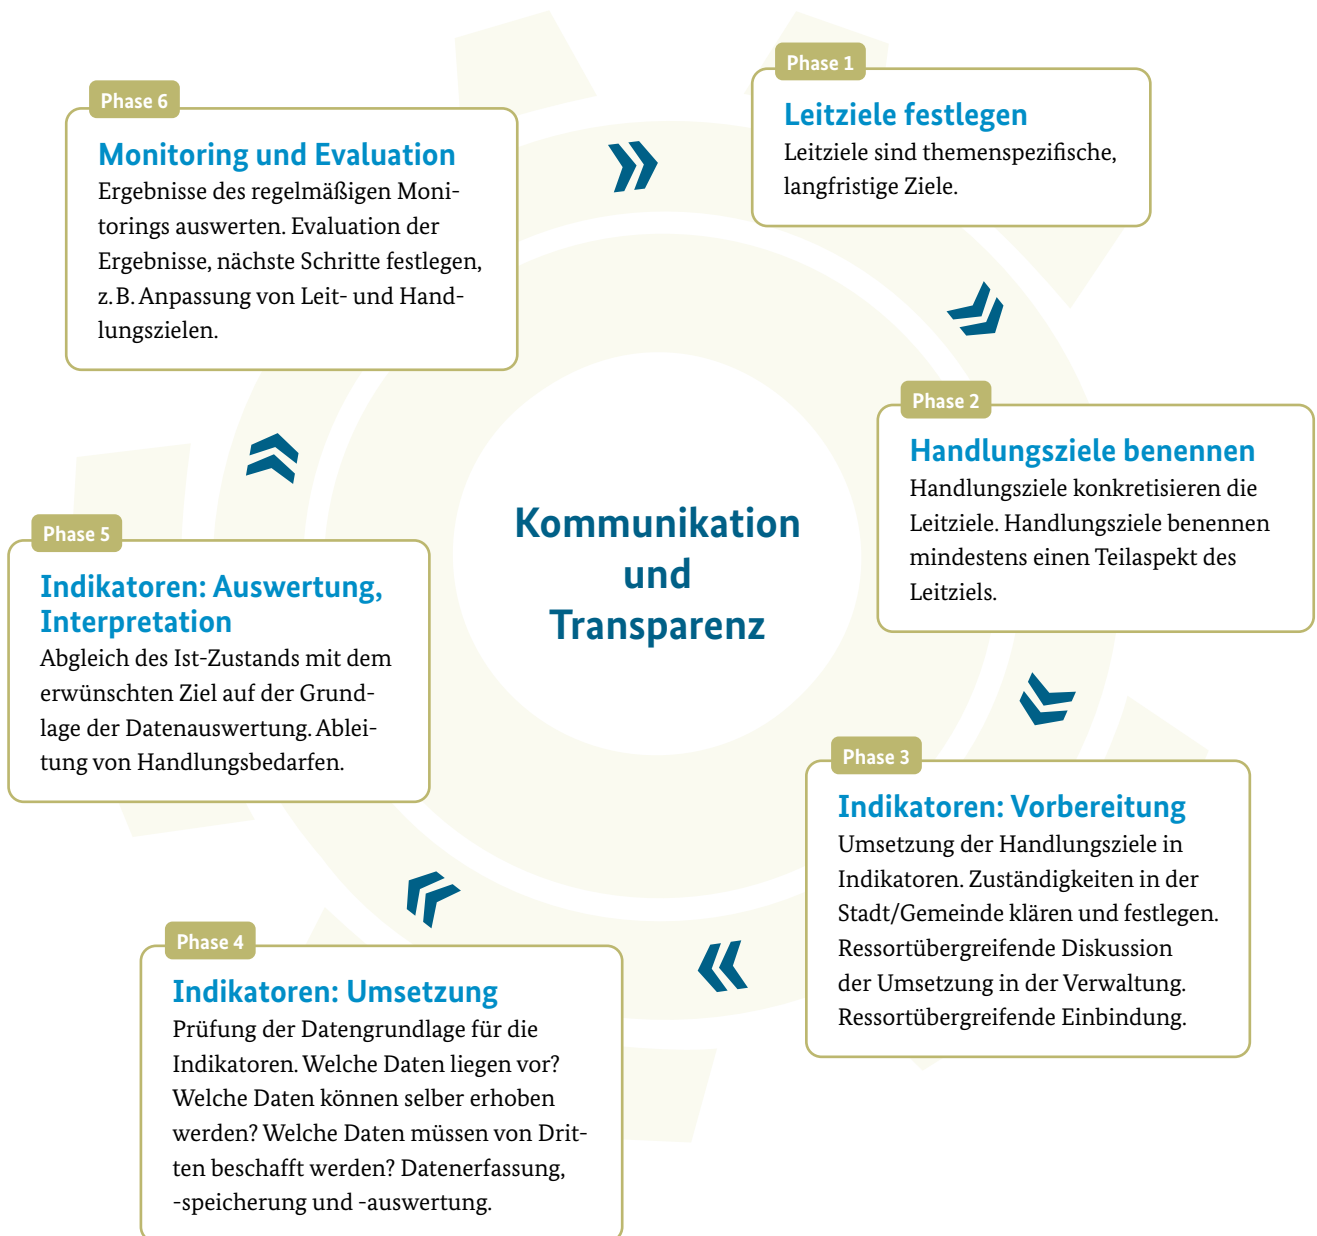 Phase 1
Leitziele festlegen
Leitziele sind themenspezifische,
langfristige Ziele.
Phase 2
Handlungsziele benennen
Handlungsziele konkretisieren die
Leitziele. Handlungsziele benennen
mindestens einen Teilaspekt des
Leitziels.
Phase 3
Indikatoren: Vorbereitung
Umsetzung der Handlungsziele in
Indikatoren. Zuständigkeiten in der
Stadt/Gemeinde klären und festlegen.
Ressortübergreifende Diskussion
der Umsetzung in der Verwaltung.
Ressortübergreifende Einbindung.
Phase 4
Indikatoren: Umsetzung
Prüfung der Datengrundlage für die
Indikatoren. Welche Daten liegen vor?
Welche Daten können selber erhoben
werden? Welche Daten müssen von Drit-
ten beschafft werden? Datenerfassung,
-speicherung und -auswertung.
Phase 5
Indikatoren: Auswertung,
Interpretation
Abgleich des Ist-Zustands mit dem
erwünschten Ziel auf der Grund-
lage der Datenauswertung. Ablei-
tung von Handlungsbedarfen.
Phase 6
Monitoring und Evaluation
Ergebnisse des regelmäßigen Moni-
torings auswerten. Evaluation der
Ergebnisse, nächste Schritte festlegen,
z. B. Anpassung von Leit- und Hand-
lungszielen.
Kommunikation
und
Transparenz